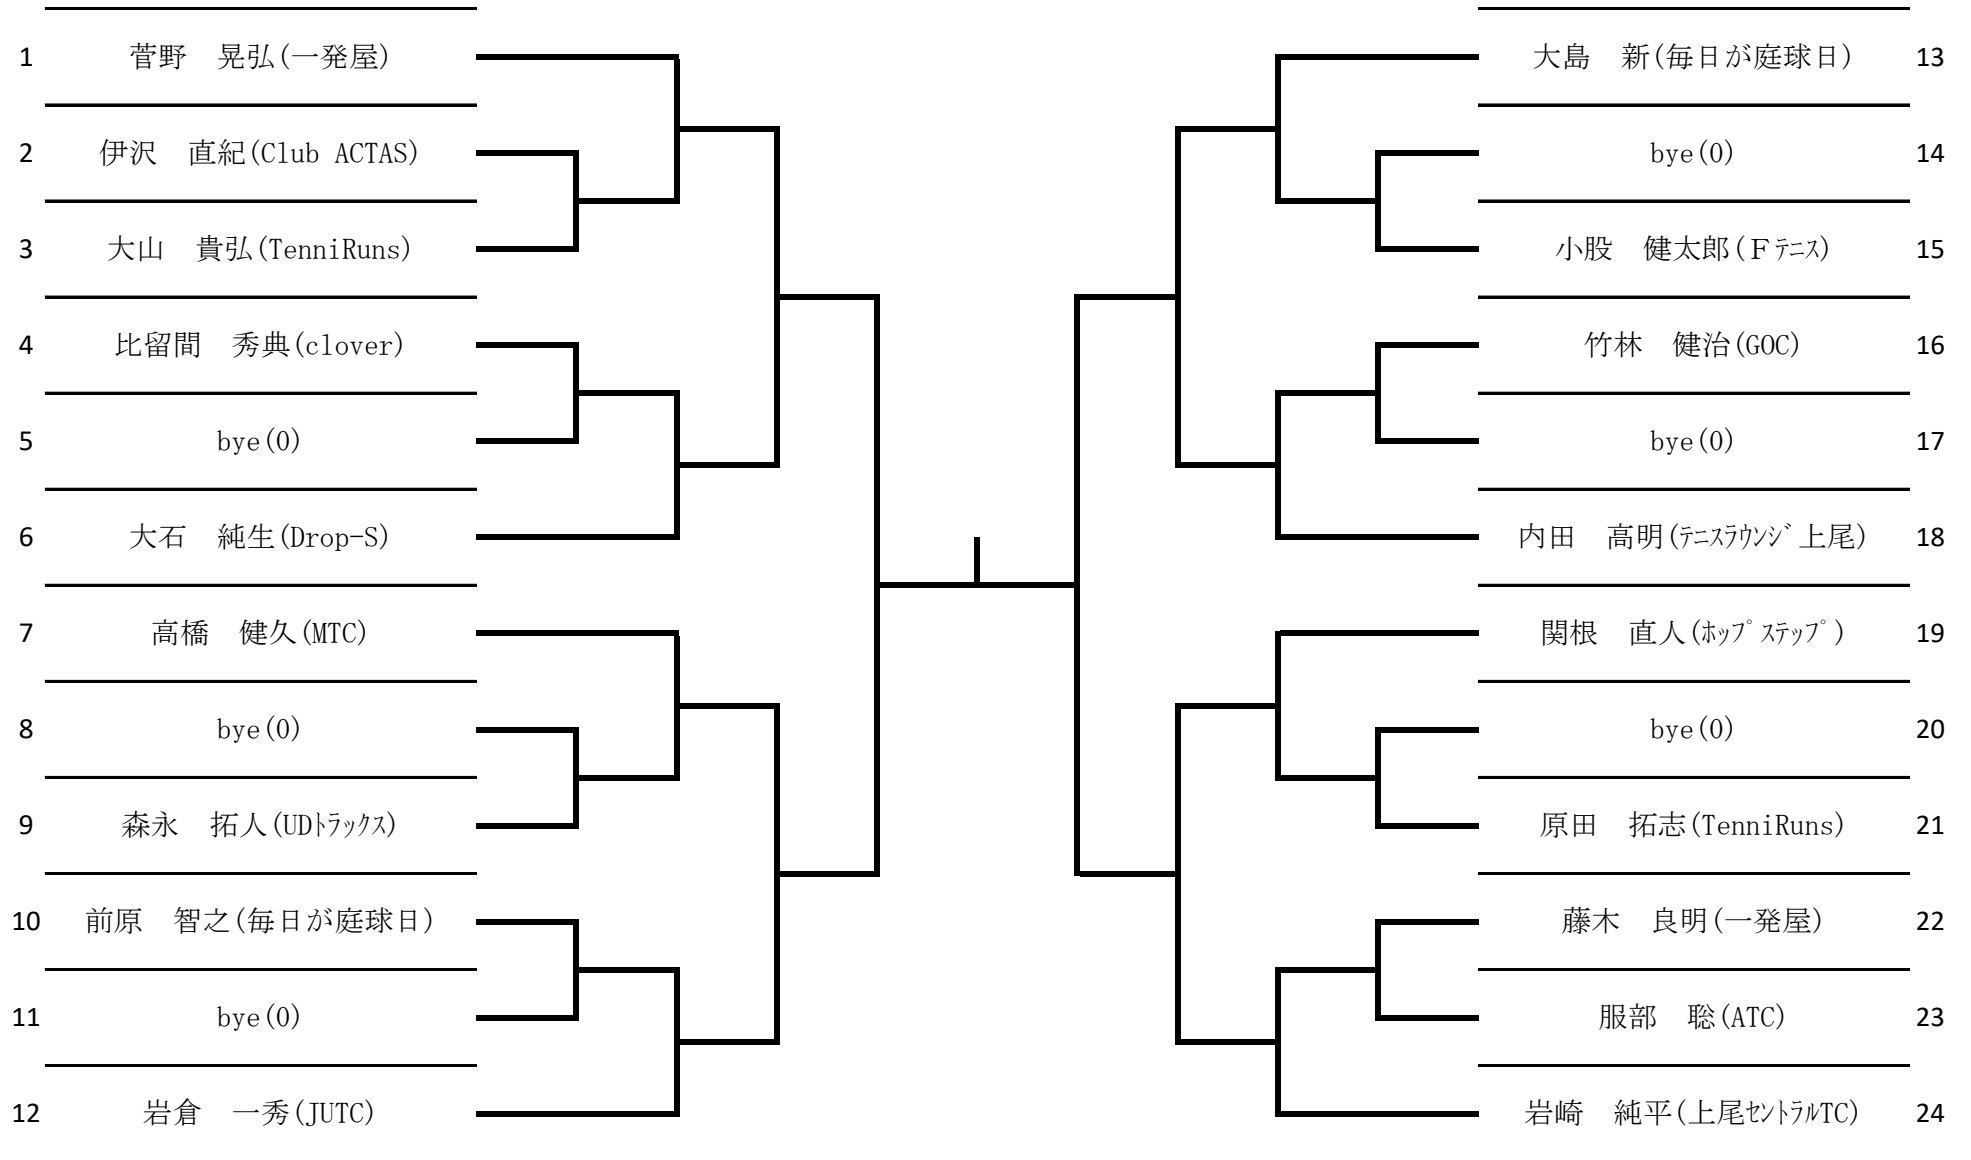 1 菅野　晃弘(一発屋)
2 伊沢　直紀(Club ACTAS)
3 大山　貴弘(TenniRuns)
4 比留間　秀典(clover)
5 bye(0)
6 大石　純生(Drop-S)
7 高橋　健久(MTC)
8 bye(0)
9 森永　拓人(UDﾄﾗｯｸｽ)
10 前原　智之(毎日が庭球日)
11 bye(0)
12 岩倉　一秀(JUTC)
大島　新(毎日が庭球日) 13
bye(0) 14
小股　健太郎(Ｆﾃﾆｽ) 15
竹林　健治(GOC) 16
bye(0) 17
内田　高明(ﾃﾆｽﾗｳﾝｼﾞ上尾) 18
関根　直人(ﾎｯﾌﾟｽﾃｯﾌﾟ) 19
bye(0) 20
原田　拓志(TenniRuns) 21
藤木　良明(一発屋) 22
服部　聡(ATC) 23
岩崎　純平(上尾ｾﾝﾄﾗﾙTC) 24